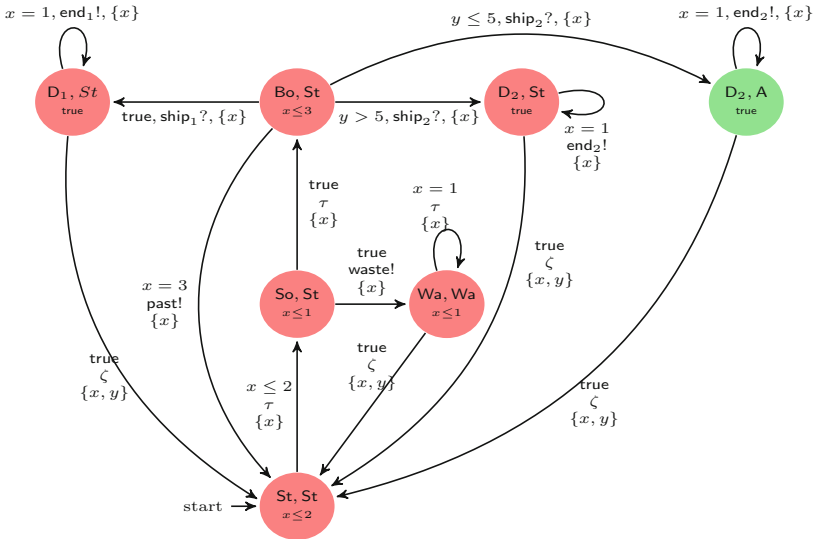 x = 1, end₁!, {x}
y ≤ 5, ship₂?, {x}
x = 1, end₂!, {x}
D₁, St
true
Bo, St
x≤3
D₂, St
true
D₂, A
true
true, ship₁?, {x}
y > 5, ship₂?, {x}
x = 1
end₂!
{x}
true
τ
{x}
x = 1
τ
{x}
true
waste!
{x}
true
ζ
{x, y}
x = 3
past!
{x}
So, St
x≤1
Wa, Wa
x≤1
true
ζ
{x, y}
x ≤ 2
τ
{x}
true
ζ
{x, y}
true
ζ
{x, y}
start
St, St
x≤2